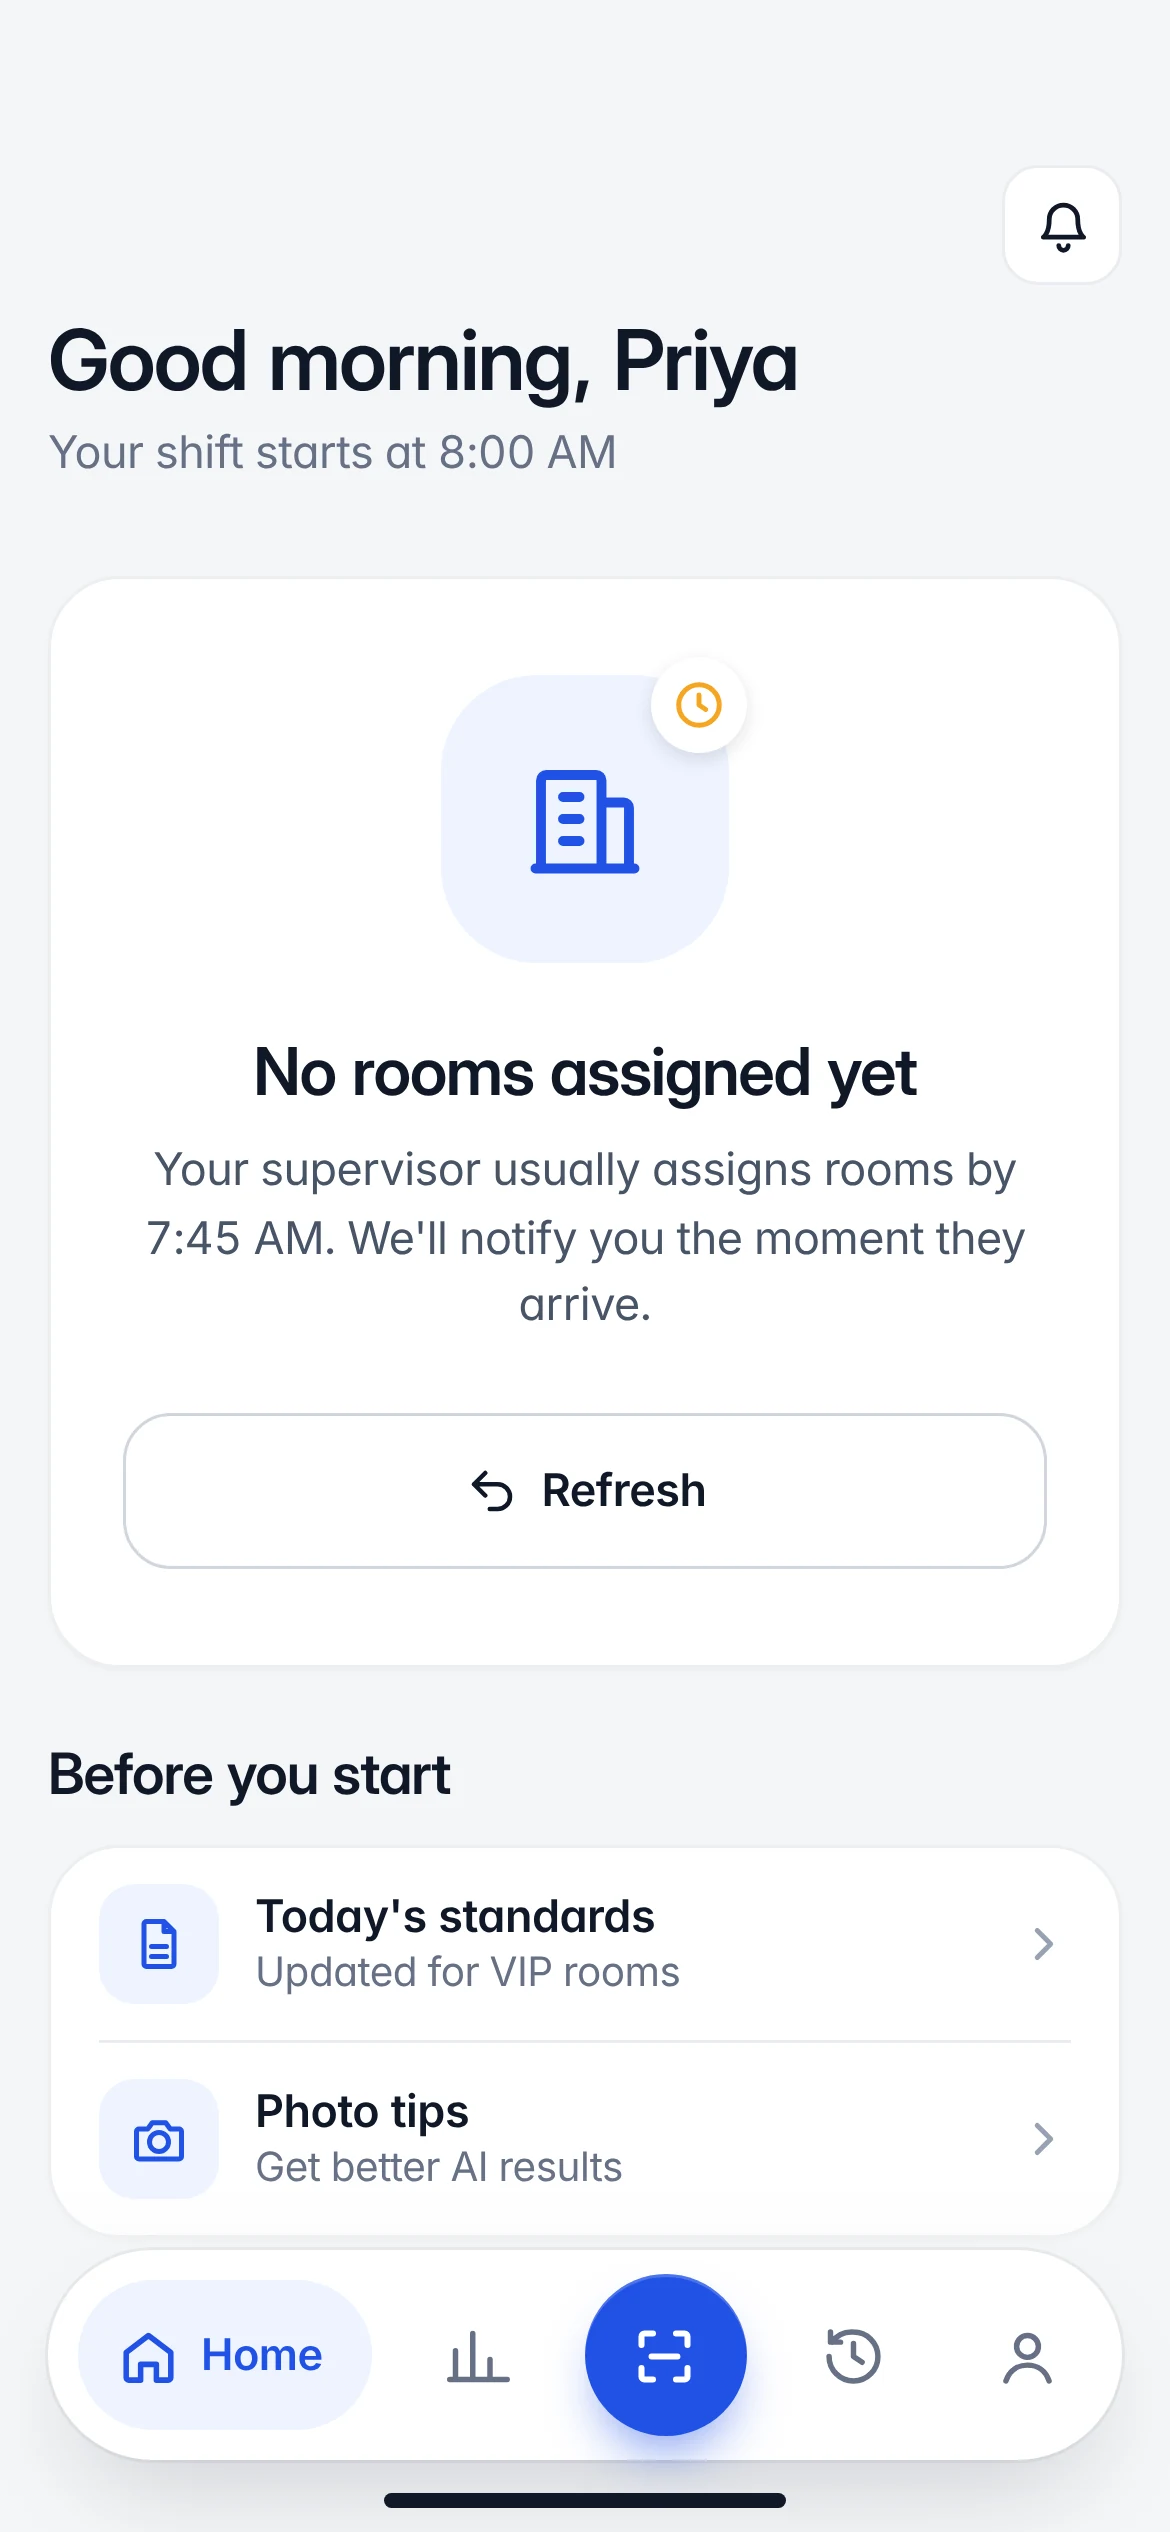 Good morning, Priya
Your shift starts at 8:00 AM
No rooms assigned yet
Your supervisor usually assigns rooms by
7:45 AM. We'll notify you the moment they
arrive.
Refresh
Before you start
Today's standards
Updated for VIP rooms
Photo tips
Get better AI results
Home